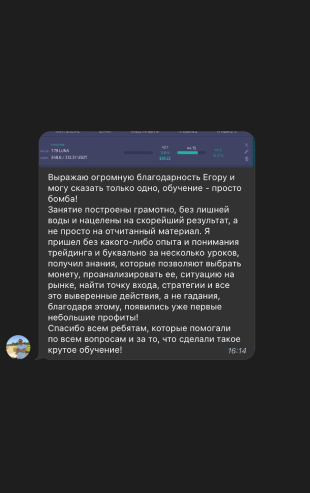 Выражаю огромную благодарность Егору и
могу сказать только одно, обучение - просто
бомба!
Занятие построены грамотно, без лишней
воды и нацелены на скорейший результат, а
не просто на отчитанный материал. Я
пришел без какого-либо опыта и понимания
трейдинга и буквально за несколько уроков,
получил знания, которые позволяют выбрать
монету, проанализировать ее, ситуацию на
рынке, найти точку входа, стратегии и все
это выверенные действия, а не гадания,
благодаря этому, появились уже первые
небольшие профиты!
Спасибо всем ребятам, которые помогали
по всем вопросам и за то, что сделали такое
крутое обучение!
16:14